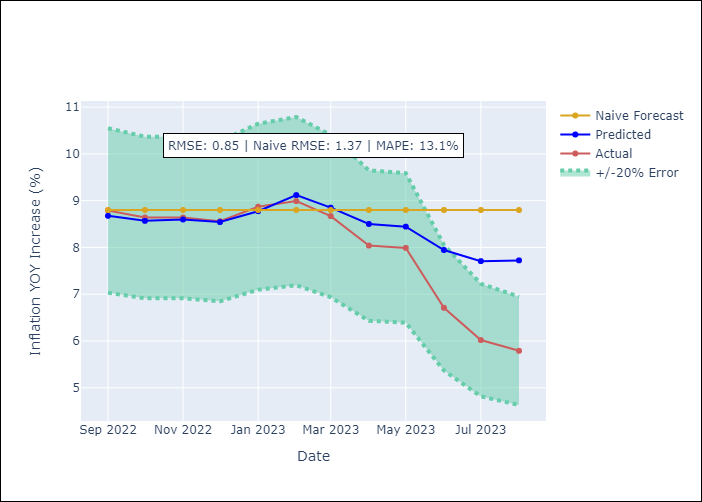 RMSE: 0.85 | Naive RMSE: 1.37 | MAPE: 13.1%
Naive Forecast
Predicted
Actual
+/-20% Error
Inflation YOY Increase (%)
11
10
9
8
7
6
5
Sep 2022
Nov 2022
Jan 2023
Mar 2023
May 2023
Jul 2023
Date